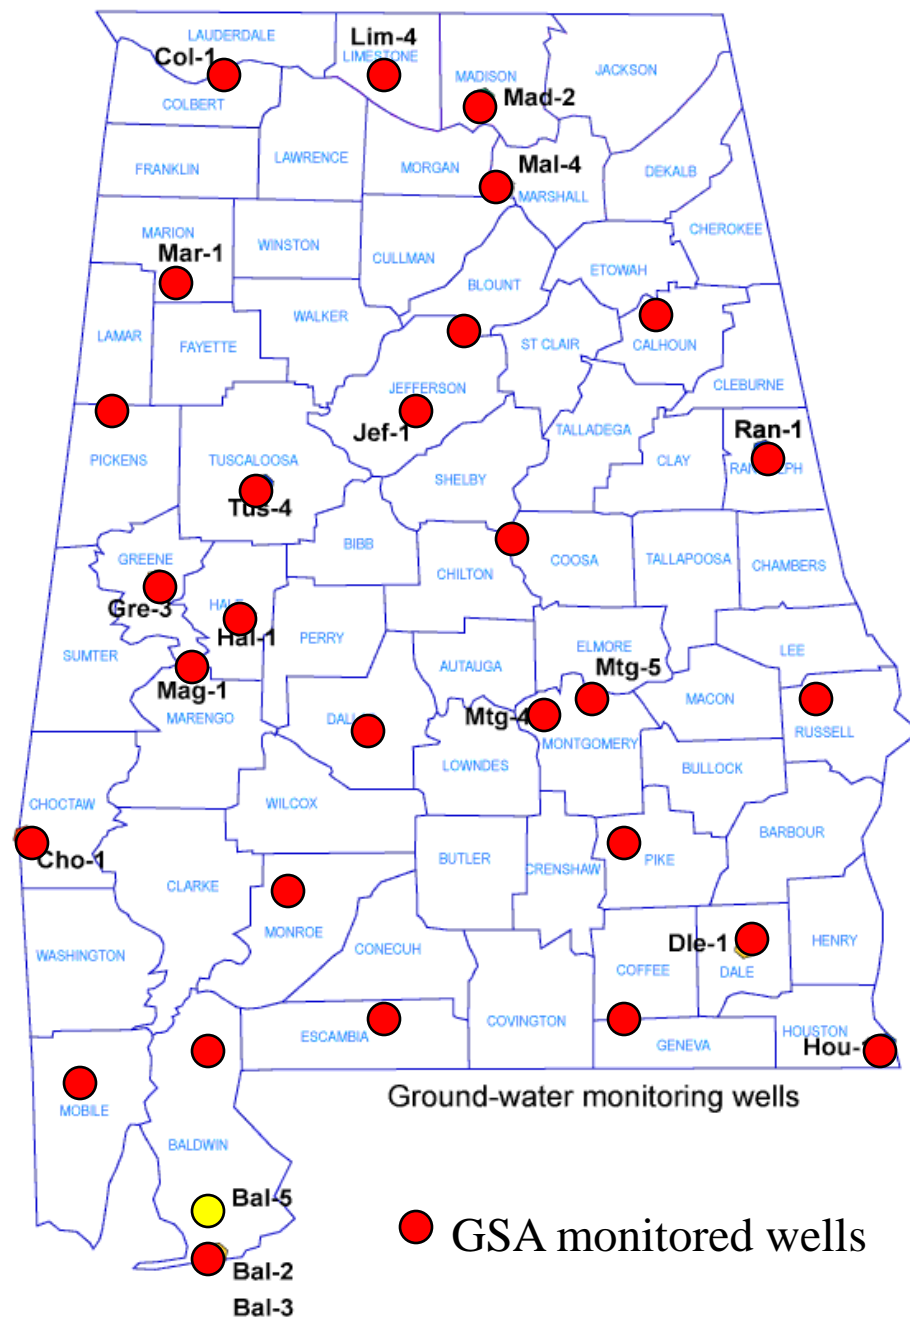 LAUDERDALE
Lim-4
Col-1
LIMESTONE
MADISON
JACKSON
COLBERT
Mad-2
LAWRENCE
FRANKLIN
MORGAN
Mal-4
DEKALB
MARSHALL
MARION
WINSTON
CHEROKEE
Mar-1
CULLMAN
ETOWAH
BLOUNT
WALKER
LAMAR
FAYETTE
ST CLAIR
CALHOUN
JEFFERSON
CLEBURNE
Jef-1
TALLADEGA
Ran-1
PICKENS
TUSCALOOSA
CLAY
RANDOLPH
SHELBY
Tus-4
BIBB
GREENE
CHILTON
COOSA
TALLAPOOSA
CHAMBERS
Gre-3
HALE
Hal-1
PERRY
SUMTER
AUTAUGA
ELMORE
LEE
Mag-1
Mtg-5
MACON
MARENGO
DALLAS
Mtg-4
MONTGOMERY
RUSSELL
LOWNDES
BULLOCK
CHOCTAW
WILCOX
BARBOUR
Cho-1
BUTLER
CRENSHAW
PIKE
CLARKE
MONROE
CONECUH
Dle-1
HENRY
WASHINGTON
COFFEE
DALE
ESCAMBIA
COVINGTON
HOUSTON
GENEVA
Hou-1
Ground-water monitoring wells
MOBILE
BALDWIN
Bal-5
GSA monitored wells
Bal-2
Bal-3